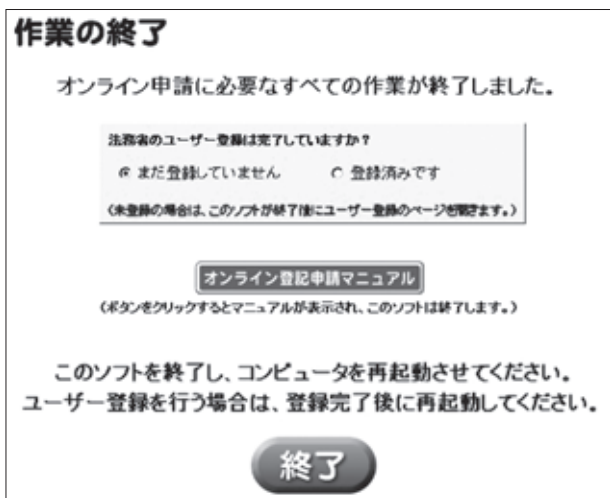 作業の終了
オンライン申請に必要なすべての作業が終了しました。
法務省のユーザー登録は完了していますか？
まだ登録していません
登録済みです
(未登録の場合は、このソフトが終了後にユーザー登録のページを開きます。)
オンライン登記申請マニュアル
(ボタンをクリックするとマニュアルが表示され、このソフトは終了します。)
このソフトを終了し、コンピュータを再起動させてください。
ユーザー登録を行う場合は、登録完了後に再起動してください。
終了